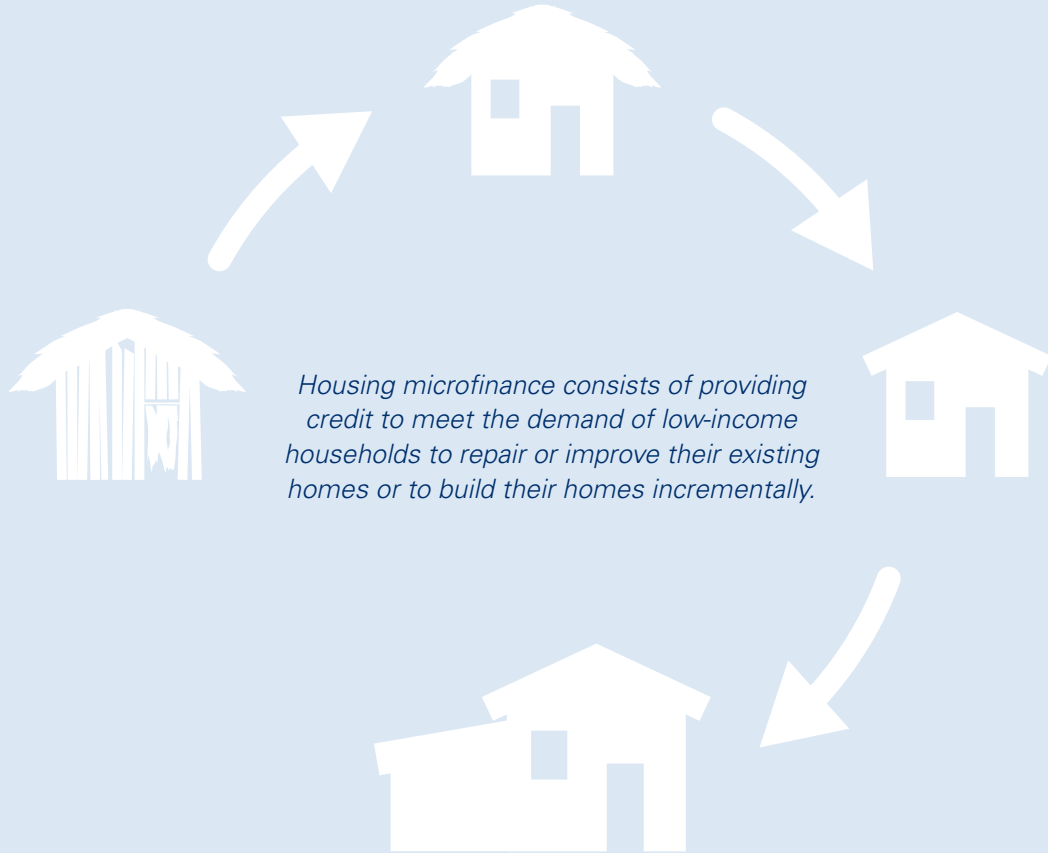 Housing microfinance consists of providing
credit to meet the demand of low-income
households to repair or improve their existing
homes or to build their homes incrementally.